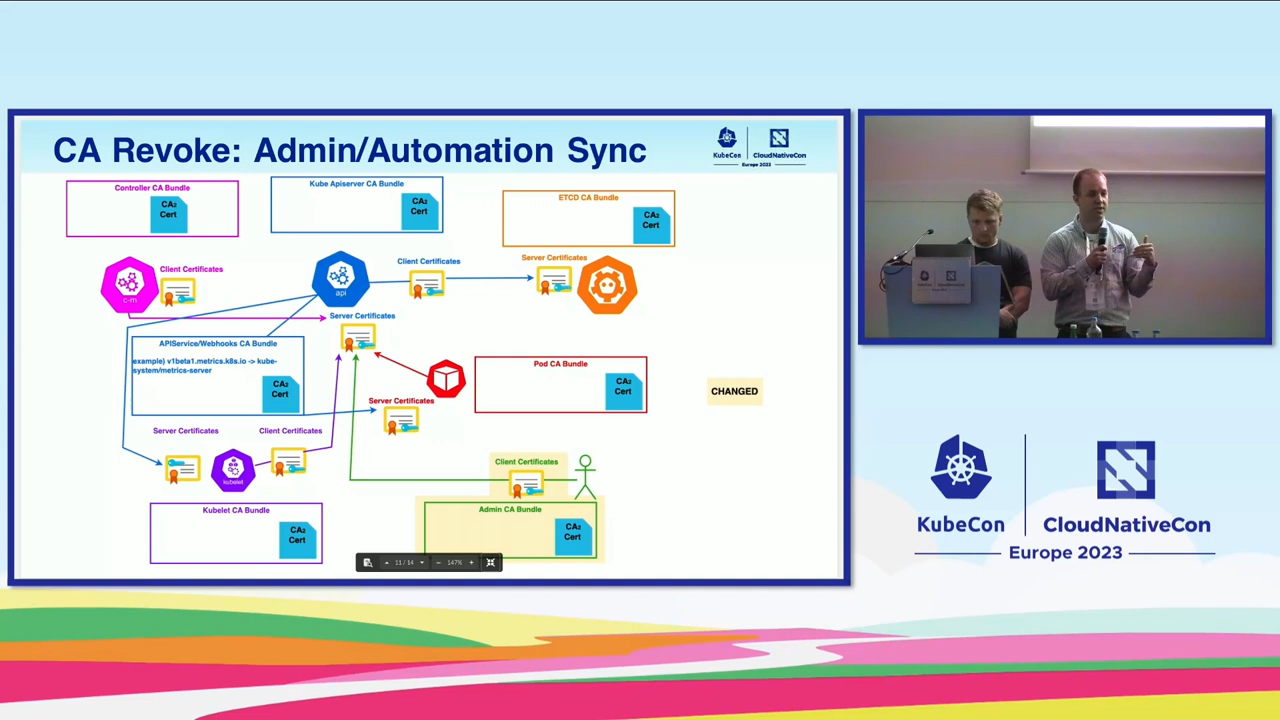 CA Revoke: Admin/Automation Sync
KubeCon
CloudNativeCon
Europe 2023
Controller CA Bundle
CA₂
Cert
Kube Apiserver CA Bundle
CA₂
Cert
ETCD CA Bundle
CA₂
Cert
c-m
Client Certificates
api
Client Certificates
Server Certificates
Server Certificates
APIService/Webhooks CA Bundle
example) v1beta1.metrics.k8s.io -> kube-
system/metrics-server
CA₂
Cert
Pod CA Bundle
CA₂
Cert
CHANGED
Server Certificates
Server Certificates
Client Certificates
kubelet
Client Certificates
Kubelet CA Bundle
CA₂
Cert
Admin CA Bundle
CA₂
Cert
11 / 14
147%
KubeCon
CloudNativeCon
Europe 2023